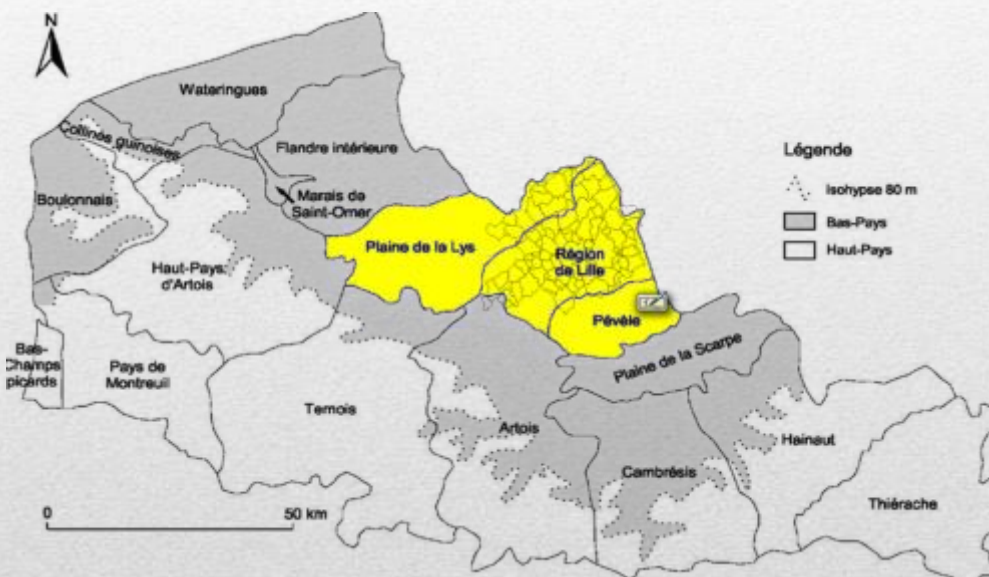 N
Wateringues
Collines guinoises
Flandre intérieure
Boulonnais
Marais de
Saint-Omer
Plaine de la Lys
Région
de Lille
Haut-Pays
d'Artois
Pévèle
Plaine de la Scarpe
Bas-
Champs
picards
Pays de
Montreuil
Ternois
Artois
Cambrésis
Hainaut
Thiérache
0 50 km
Légende
Isohypse 80 m
Bas-Pays
Haut-Pays